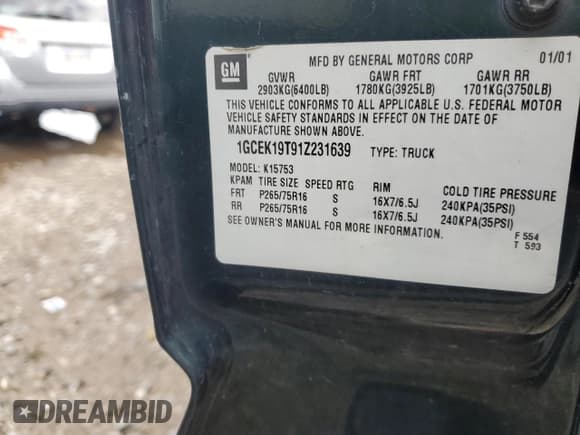 GM
MFD BY GENERAL MOTORS CORP 01/01
GVWR GAWR FRT GAWR RR
2903KG(6400LB) 1780KG(3925LB) 1701KG(3750LB)
THIS VEHICLE CONFORMS TO ALL APPLICABLE U.S. FEDERAL MOTOR
VEHICLE SAFETY STANDARDS IN EFFECT ON THE DATE OF
MANUFACTURE SHOWN ABOVE.
1GCEK19T91Z231639 TYPE: TRUCK
MODEL: K15753
KPAM TIRE SIZE SPEED RTG RIM COLD TIRE PRESSURE
FRT P265/75R16 S 16X7/6.5J 240KPA(35PSI)
RR P265/75R16 S 16X7/6.5J 240KPA(35PSI)
SEE OWNER'S MANUAL FOR MORE INFORMATION.
F 554
T 593
DREAMBID